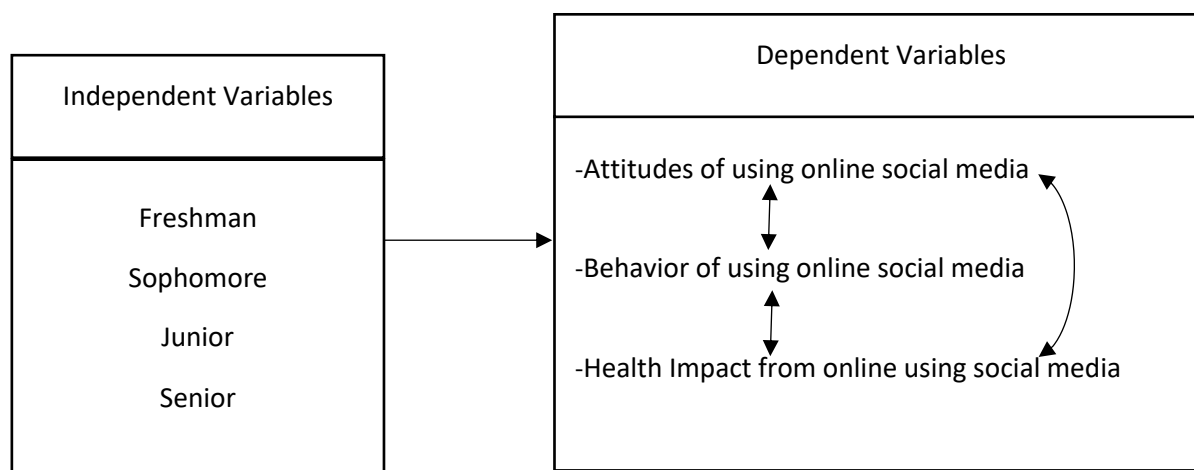 Independent Variables
Freshman
Sophomore
Junior
Senior
Dependent Variables
-Attitudes of using online social media
-Behavior of using online social media
-Health Impact from online using social media